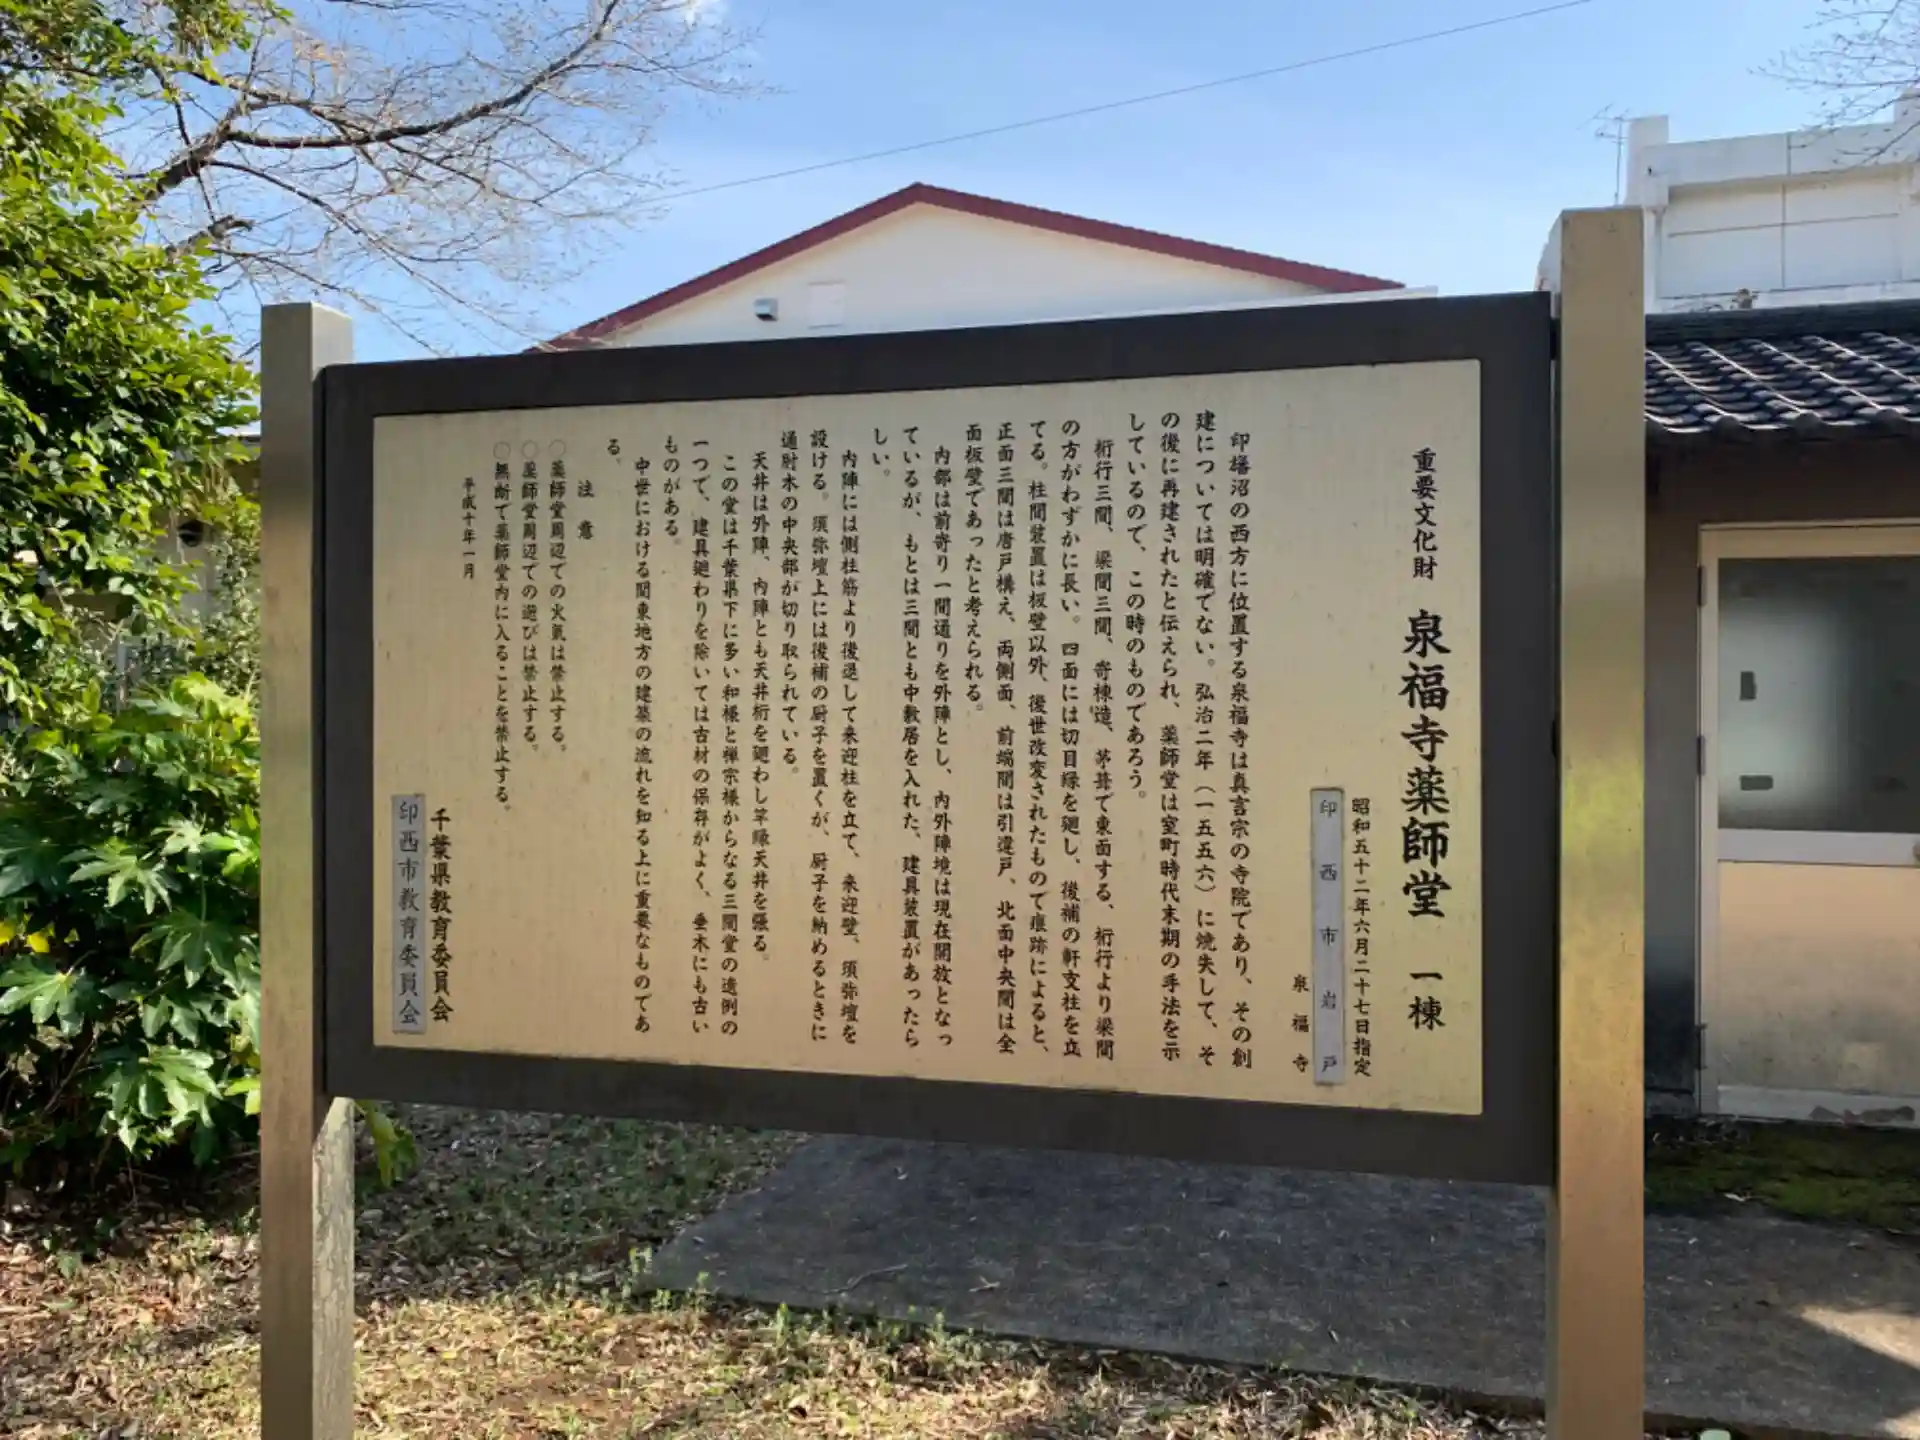 重要文化財 泉福寺薬師堂 一棟
昭和五十二年六月二十七日指定
印西市岩戸
泉福寺
印旛沼の西方に位置する泉福寺は真言宗の寺院であり、その創
建については明確でない。弘治二年(一五五六)に焼失して、そ
の後に再建されたと伝えられ、薬師堂は室町時代末期の手法を示
しているので、この時のものであろう。
桁行三間、梁間三間、寄棟造、茅葺で東面する、桁行より梁間
の方がわずかに長い。四面には切目縁を廻し、後補の軒支柱を立
てる。柱間装置は板壁以外、後世改変されたもので痕跡によると、
正面三間は唐戸構え、両側面、前端間は引違戸、北面中央間は全
面板壁であったと考えられる。
内部は前寄り一間通りを外陣とし、内外陣境は現在開放となっ
ているが、もとは三間とも中敷居を入れた、建具装置があったら
しい。
内陣には側柱筋より後退して来迎柱を立て、来迎壁、須弥壇を
設ける。須弥壇上には後補の厨子を置くが、厨子を納めるときに
通肘木の中央部が切り取られている。
天井は外陣、内陣とも天井桁を廻わし竿縁天井を張る。
この堂は千葉県下に多い和様と禅宗様からなる三間堂の遺例の
一つで、建具廻わりを除いては古材の保存がよく、垂木にも古い
ものがある。
中世における関東地方の建築の流れを知る上に重要なものであ
る。
注意
○薬師堂周辺での火気は禁止する。
○薬師堂周辺での遊びは禁止する。
○無断で薬師堂内に入ることを禁止する。
平成十年一月
千葉県教育委員会
印西市教育委員会